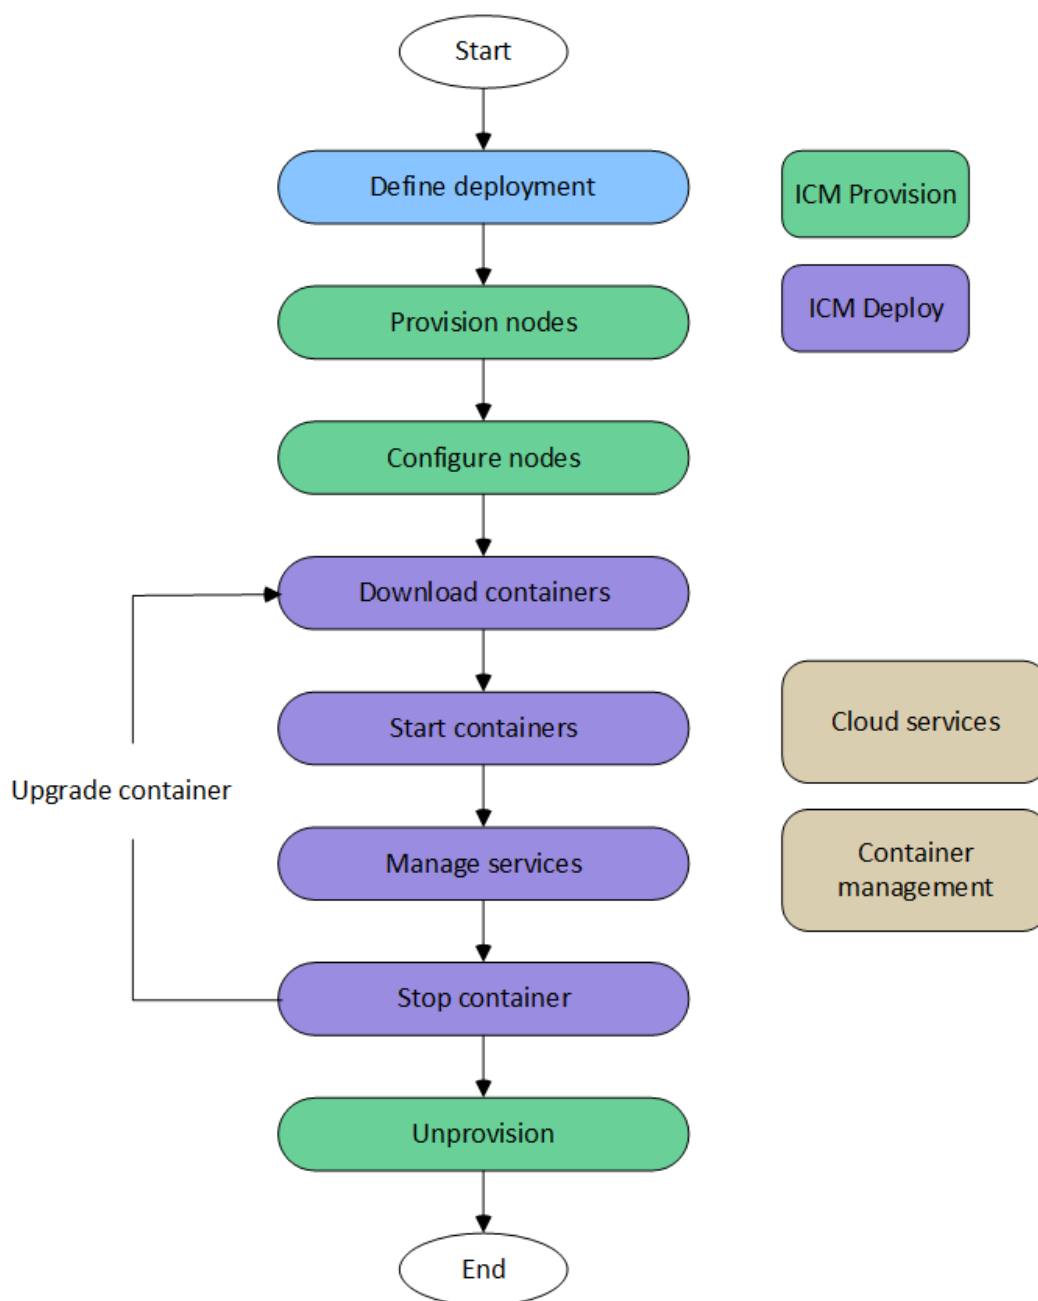 Start
Define deployment
ICM Provision
ICM Deploy
Provision nodes
Configure nodes
Download containers
Start containers
Cloud services
Upgrade container
Manage services
Container
management
Stop container
Unprovision
End